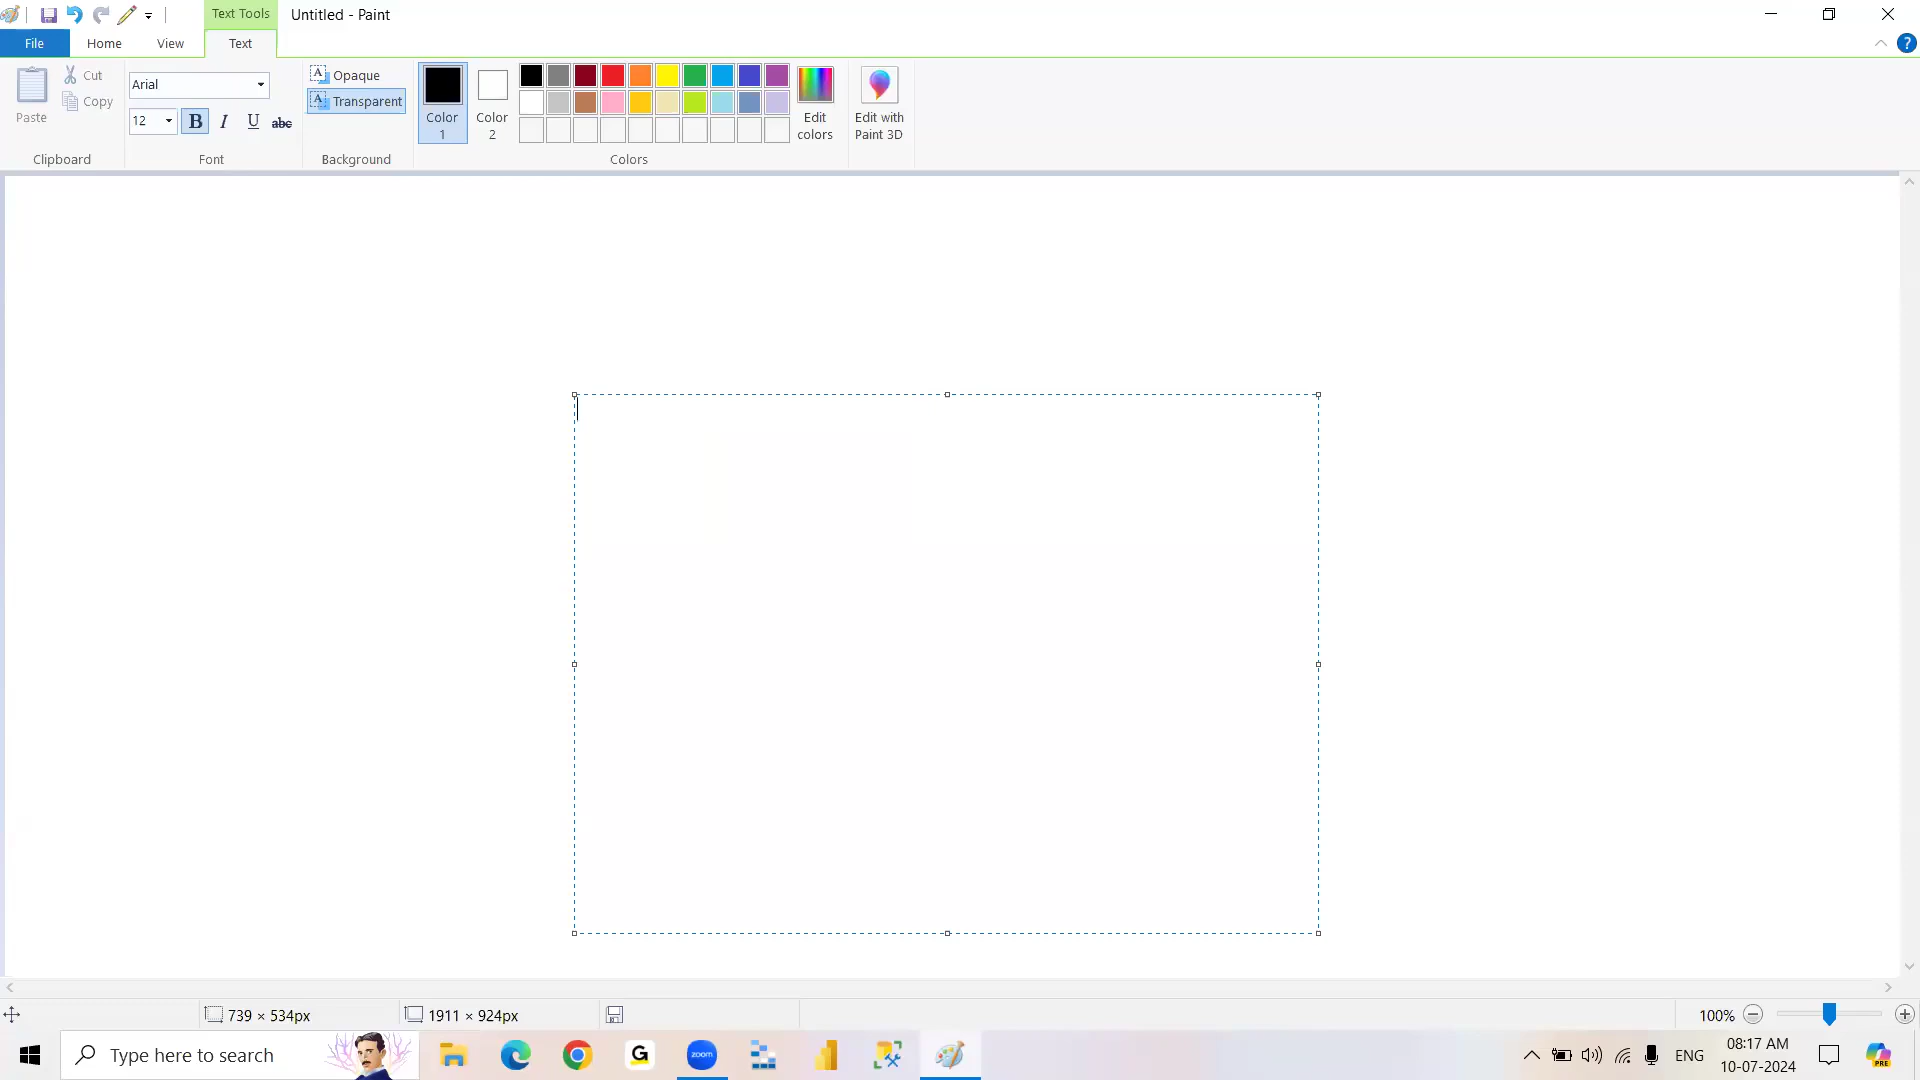 Text Tools
Untitled - Paint
File
Home
View
Text
?
Paste
Cut
Copy
Clipboard
Arial
12
B I U abc
Font
A Opaque
A Transparent
Background
Color 1
Color 2
Edit colors
Colors
Edit with Paint 3D
739 × 534px
1911 × 924px
100%
Type here to search
G
zoom
ENG
08:17 AM
10-07-2024
PRE